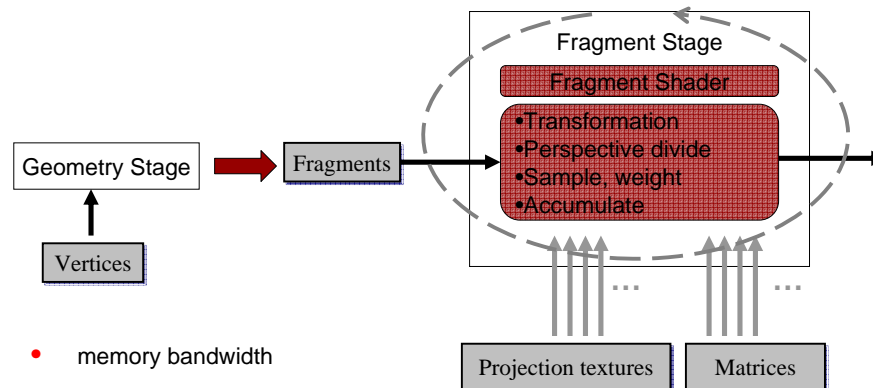 Fragment Stage
Fragment Shader
•Transformation
•Perspective divide
•Sample, weight
•Accumulate
Geometry Stage
Fragments
Vertices
...
...
Projection textures
Matrices
• memory bandwidth